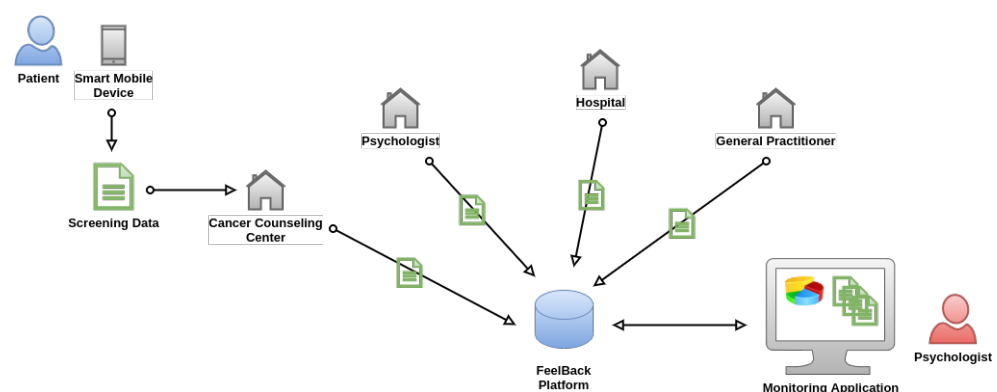 Patient
Smart Mobile
Device
Screening Data
Cancer Counseling
Center
Psychologist
Hospital
General Practitioner
FeelBack
Platform
Monitoring Application
Psychologist